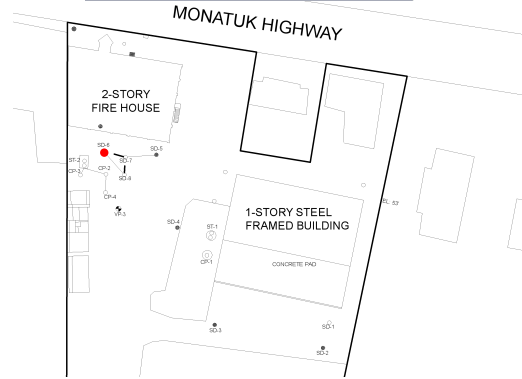 MONATUK HIGHWAY
2-STORY
FIRE HOUSE
SD-6
SD-5
SD-7
ST-2
CP-3
CP-2
SD-8
CP-4
VP-3
EL. 53'
1-STORY STEEL
FRAMED BUILDING
SD-4
ST-1
CP-1
CONCRETE PAD
SD-3
SD-1
SD-2